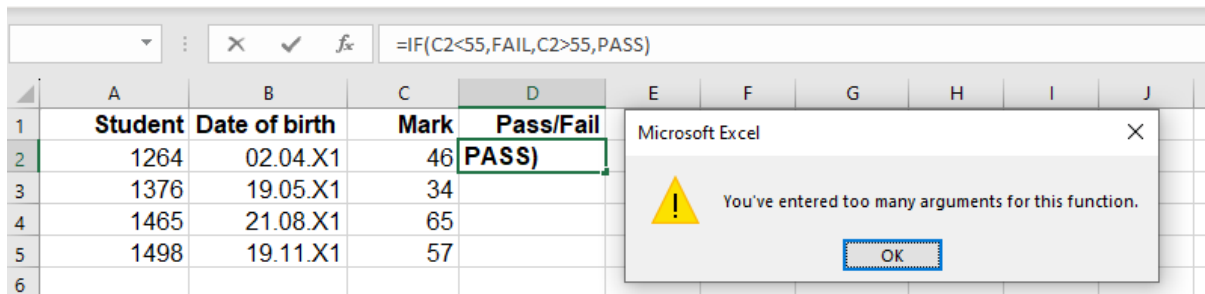 fx =IF(C2<55,FAIL,C2>55,PASS)
A B C D E F G H I J
1 Student Date of birth Mark Pass/Fail
2 1264 02.04.X1 46 PASS)
3 1376 19.05.X1 34
4 1465 21.08.X1 65
5 1498 19.11.X1 57
6
Microsoft Excel
You've entered too many arguments for this function.
OK